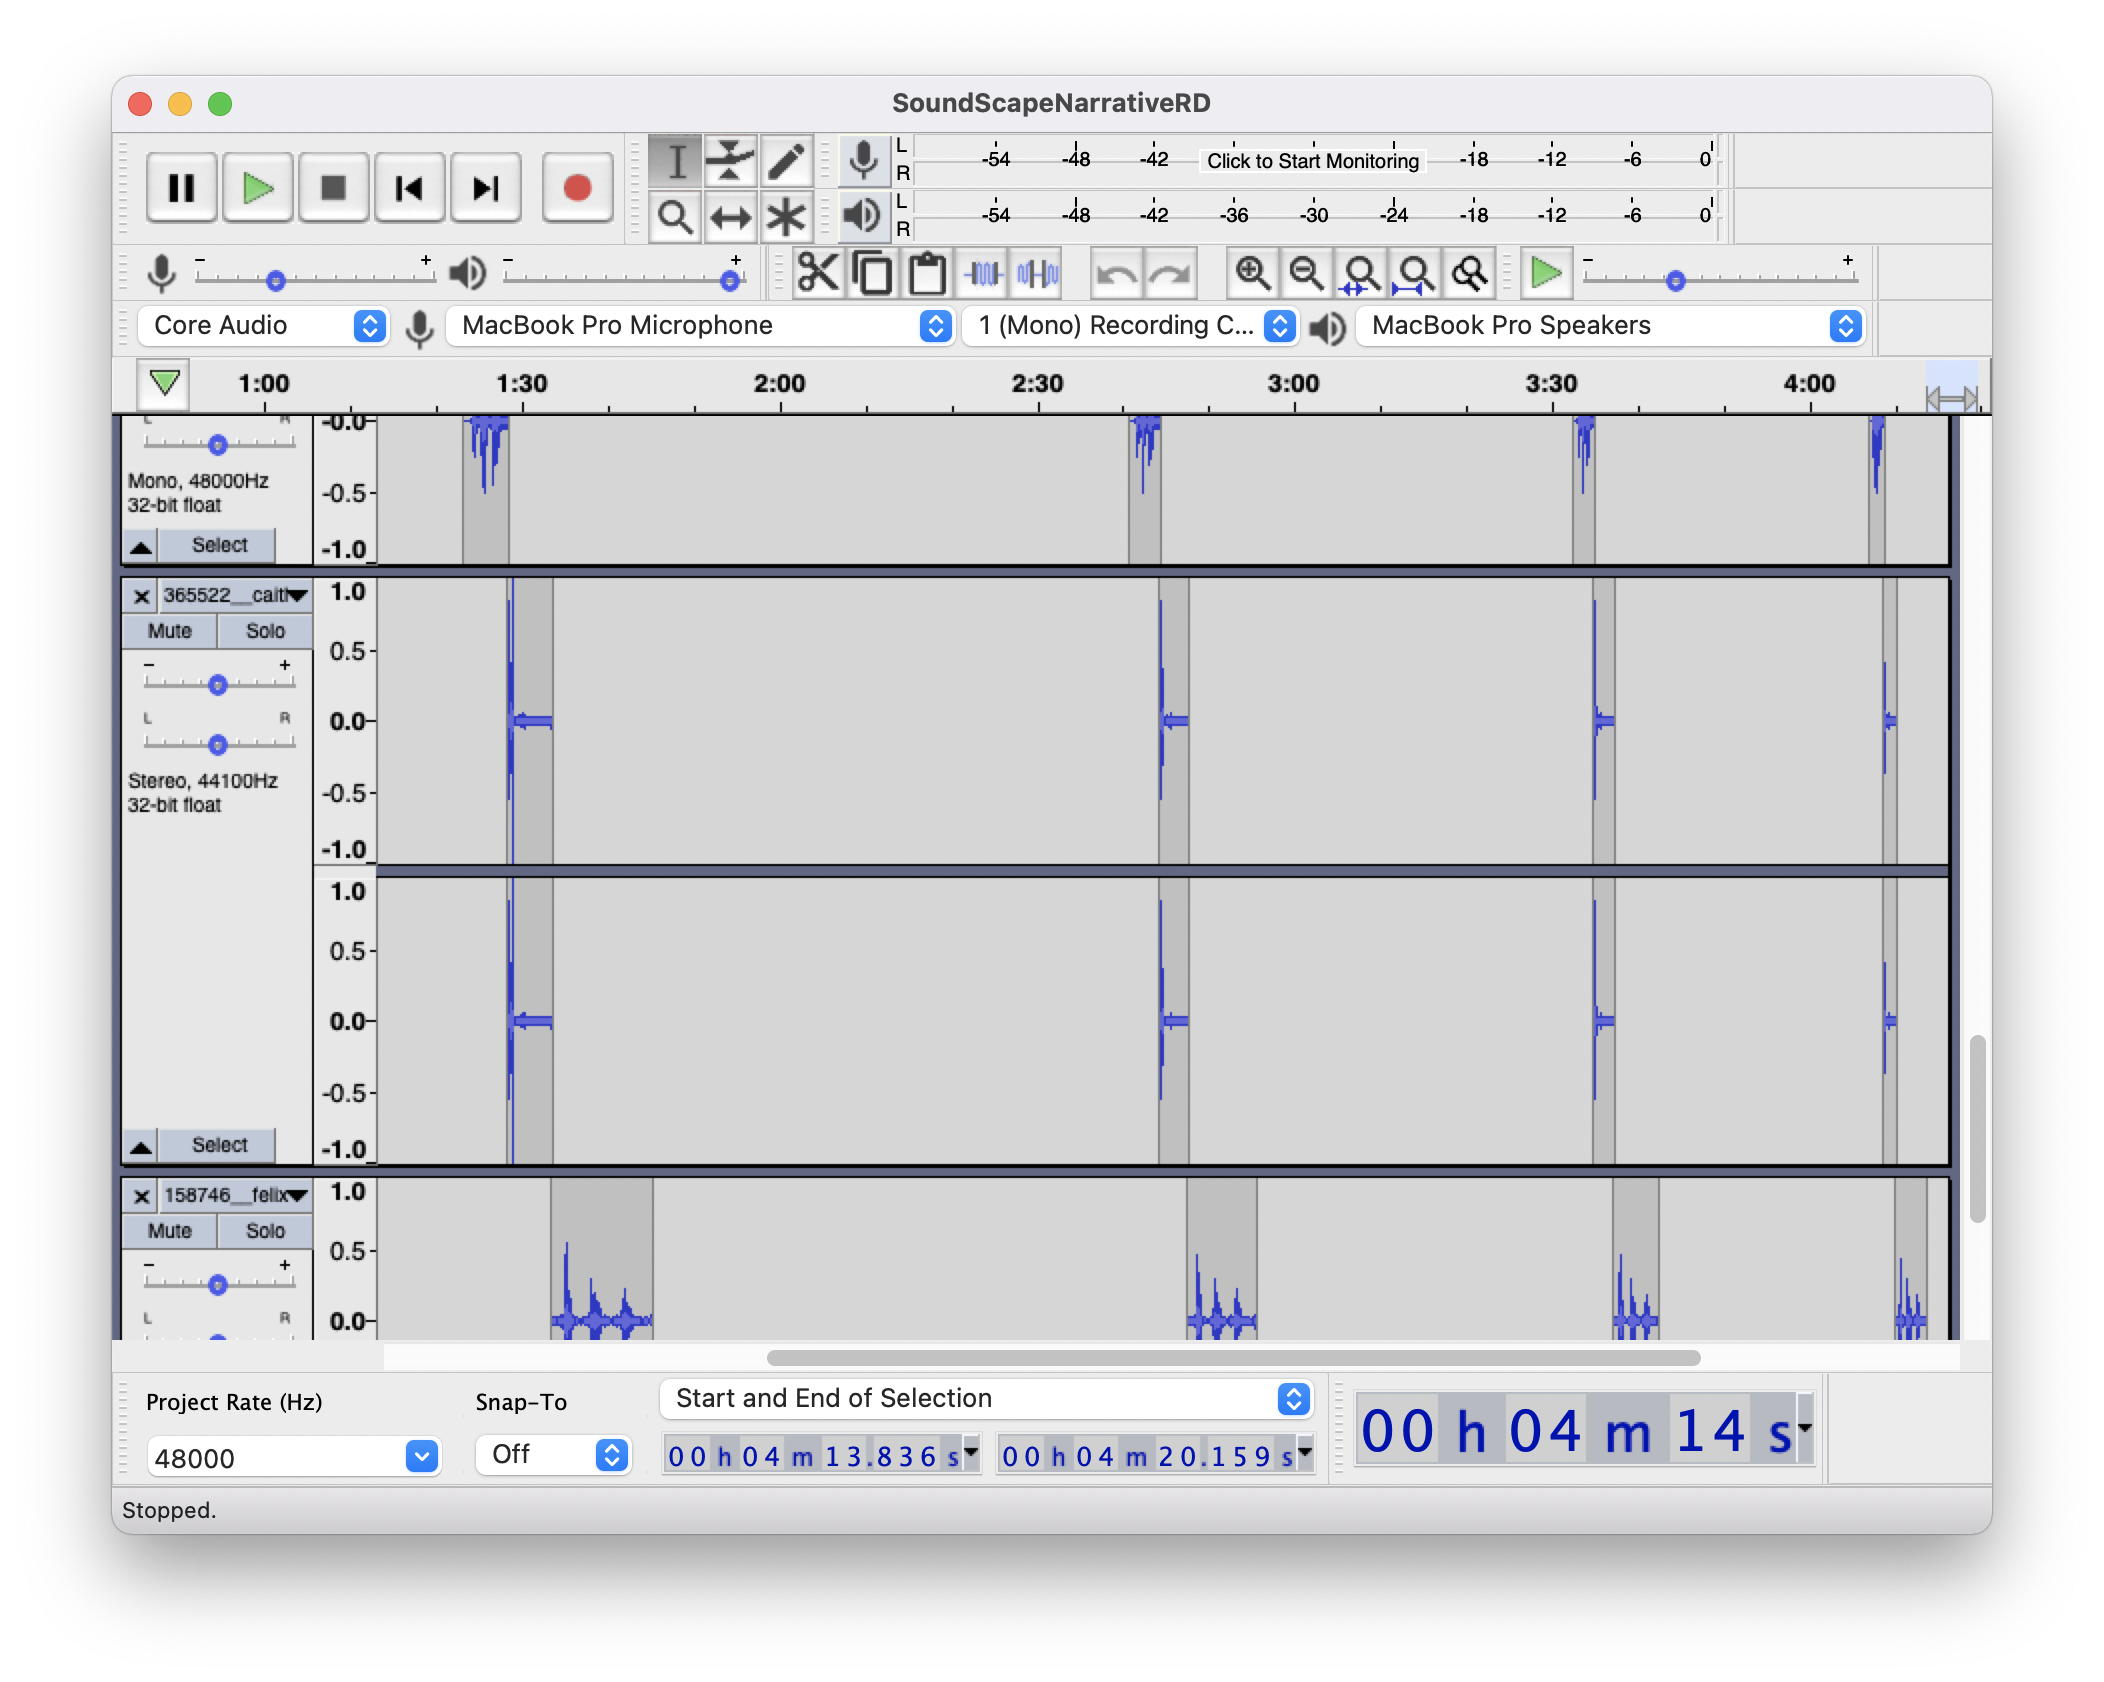 SoundScapeNarrativeRD
L
R
-54 -48 -42 Click to Start Monitoring -18 -12 -6 0
L
R
-54 -48 -42 -36 -30 -24 -18 -12 -6 0
- + - + - +
Core Audio MacBook Pro Microphone 1 (Mono) Recording C... MacBook Pro Speakers
1:00 1:30 2:00 2:30 3:00 3:30 4:00
L R -0.0
Mono, 48000Hz -0.5
32-bit float
Select -1.0
365522__cait 1.0
Mute Solo
- + 0.5
L R 0.0
Stereo, 44100Hz -0.5
32-bit float
-1.0
1.0
0.5
0.0
-0.5
Select -1.0
158746__felix 1.0
Mute Solo
- + 0.5
L R 0.0
Project Rate (Hz) Snap-To Start and End of Selection
48000 Off 00 h 04 m 13.836 s 00 h 04 m 20.159 s 00 h 04 m 14 s
Stopped.